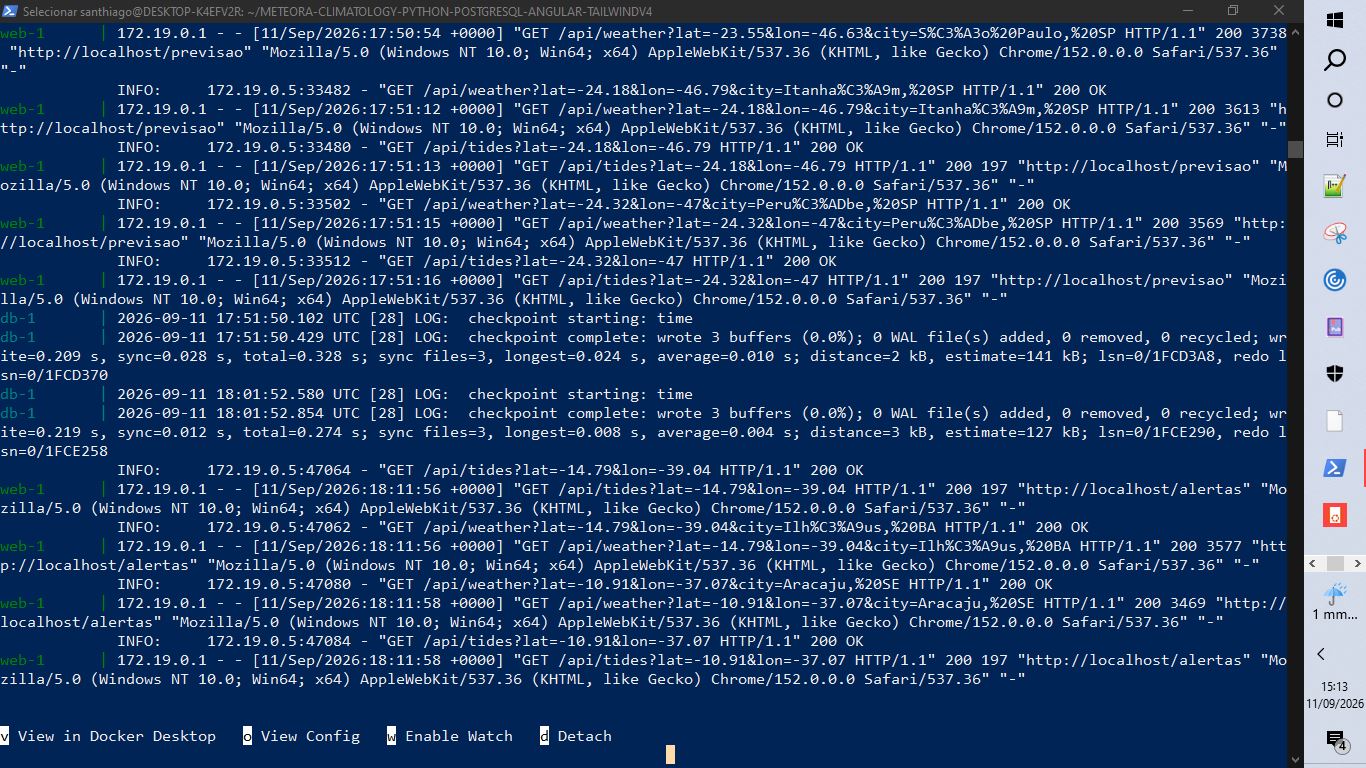 Selecionar santhiago@DESKTOP-K4EFV2R: ~/METEORA-CLIMATOLOGY-PYTHON-POSTGRESQL-ANGULAR-TAILWINDV4
web-1 | 172.19.0.1 - - [11/Sep/2026:17:50:54 +0000] "GET /api/weather?lat=-23.55&lon=-46.63&city=S%C3%A3o%20Paulo,%20SP HTTP/1.1" 200 3738
"http://localhost/previsao" "Mozilla/5.0 (Windows NT 10.0; Win64; x64) AppleWebKit/537.36 (KHTML, like Gecko) Chrome/152.0.0.0 Safari/537.36"
"-"
INFO: 172.19.0.5:33482 - "GET /api/weather?lat=-24.18&lon=-46.79&city=Itanha%C3%A9m,%20SP HTTP/1.1" 200 OK
web-1 | 172.19.0.1 - - [11/Sep/2026:17:51:12 +0000] "GET /api/weather?lat=-24.18&lon=-46.79&city=Itanha%C3%A9m,%20SP HTTP/1.1" 200 3613 "h
ttp://localhost/previsao" "Mozilla/5.0 (Windows NT 10.0; Win64; x64) AppleWebKit/537.36 (KHTML, like Gecko) Chrome/152.0.0.0 Safari/537.36" "-"
INFO: 172.19.0.5:33480 - "GET /api/tides?lat=-24.18&lon=-46.79 HTTP/1.1" 200 OK
web-1 | 172.19.0.1 - - [11/Sep/2026:17:51:13 +0000] "GET /api/tides?lat=-24.18&lon=-46.79 HTTP/1.1" 200 197 "http://localhost/previsao" "M
ozilla/5.0 (Windows NT 10.0; Win64; x64) AppleWebKit/537.36 (KHTML, like Gecko) Chrome/152.0.0.0 Safari/537.36" "-"
INFO: 172.19.0.5:33502 - "GET /api/weather?lat=-24.32&lon=-47&city=Peru%C3%ADbe,%20SP HTTP/1.1" 200 OK
web-1 | 172.19.0.1 - - [11/Sep/2026:17:51:15 +0000] "GET /api/weather?lat=-24.32&lon=-47&city=Peru%C3%ADbe,%20SP HTTP/1.1" 200 3569 "http:
//localhost/previsao" "Mozilla/5.0 (Windows NT 10.0; Win64; x64) AppleWebKit/537.36 (KHTML, like Gecko) Chrome/152.0.0.0 Safari/537.36" "-"
INFO: 172.19.0.5:33512 - "GET /api/tides?lat=-24.32&lon=-47 HTTP/1.1" 200 OK
web-1 | 172.19.0.1 - - [11/Sep/2026:17:51:16 +0000] "GET /api/tides?lat=-24.32&lon=-47 HTTP/1.1" 200 197 "http://localhost/previsao" "Mozi
lla/5.0 (Windows NT 10.0; Win64; x64) AppleWebKit/537.36 (KHTML, like Gecko) Chrome/152.0.0.0 Safari/537.36" "-"
db-1 | 2026-09-11 17:51:50.102 UTC [28] LOG: checkpoint starting: time
db-1 | 2026-09-11 17:51:50.429 UTC [28] LOG: checkpoint complete: wrote 3 buffers (0.0%); 0 WAL file(s) added, 0 removed, 0 recycled; wr
ite=0.209 s, sync=0.028 s, total=0.328 s; sync files=3, longest=0.024 s, average=0.010 s; distance=2 kB, estimate=141 kB; lsn=0/1FCD3A8, redo l
sn=0/1FCD370
db-1 | 2026-09-11 18:01:52.580 UTC [28] LOG: checkpoint starting: time
db-1 | 2026-09-11 18:01:52.854 UTC [28] LOG: checkpoint complete: wrote 3 buffers (0.0%); 0 WAL file(s) added, 0 removed, 0 recycled; wr
ite=0.219 s, sync=0.012 s, total=0.274 s; sync files=3, longest=0.008 s, average=0.004 s; distance=3 kB, estimate=127 kB; lsn=0/1FCE290, redo l
sn=0/1FCE258
INFO: 172.19.0.5:47064 - "GET /api/tides?lat=-14.79&lon=-39.04 HTTP/1.1" 200 OK
web-1 | 172.19.0.1 - - [11/Sep/2026:18:11:56 +0000] "GET /api/tides?lat=-14.79&lon=-39.04 HTTP/1.1" 200 197 "http://localhost/alertas" "Mo
zilla/5.0 (Windows NT 10.0; Win64; x64) AppleWebKit/537.36 (KHTML, like Gecko) Chrome/152.0.0.0 Safari/537.36" "-"
INFO: 172.19.0.5:47062 - "GET /api/weather?lat=-14.79&lon=-39.04&city=Ilh%C3%A9us,%20BA HTTP/1.1" 200 OK
web-1 | 172.19.0.1 - - [11/Sep/2026:18:11:56 +0000] "GET /api/weather?lat=-14.79&lon=-39.04&city=Ilh%C3%A9us,%20BA HTTP/1.1" 200 3577 "htt
p://localhost/alertas" "Mozilla/5.0 (Windows NT 10.0; Win64; x64) AppleWebKit/537.36 (KHTML, like Gecko) Chrome/152.0.0.0 Safari/537.36" "-"
INFO: 172.19.0.5:47080 - "GET /api/weather?lat=-10.91&lon=-37.07&city=Aracaju,%20SE HTTP/1.1" 200 OK
web-1 | 172.19.0.1 - - [11/Sep/2026:18:11:58 +0000] "GET /api/weather?lat=-10.91&lon=-37.07&city=Aracaju,%20SE HTTP/1.1" 200 3469 "http://
localhost/alertas" "Mozilla/5.0 (Windows NT 10.0; Win64; x64) AppleWebKit/537.36 (KHTML, like Gecko) Chrome/152.0.0.0 Safari/537.36" "-"
INFO: 172.19.0.5:47084 - "GET /api/tides?lat=-10.91&lon=-37.07 HTTP/1.1" 200 OK
web-1 | 172.19.0.1 - - [11/Sep/2026:18:11:58 +0000] "GET /api/tides?lat=-10.91&lon=-37.07 HTTP/1.1" 200 197 "http://localhost/alertas" "Mo
zilla/5.0 (Windows NT 10.0; Win64; x64) AppleWebKit/537.36 (KHTML, like Gecko) Chrome/152.0.0.0 Safari/537.36" "-"
v View in Docker Desktop o View Config w Enable Watch d Detach
1 mm...
15:13
11/09/2026
4